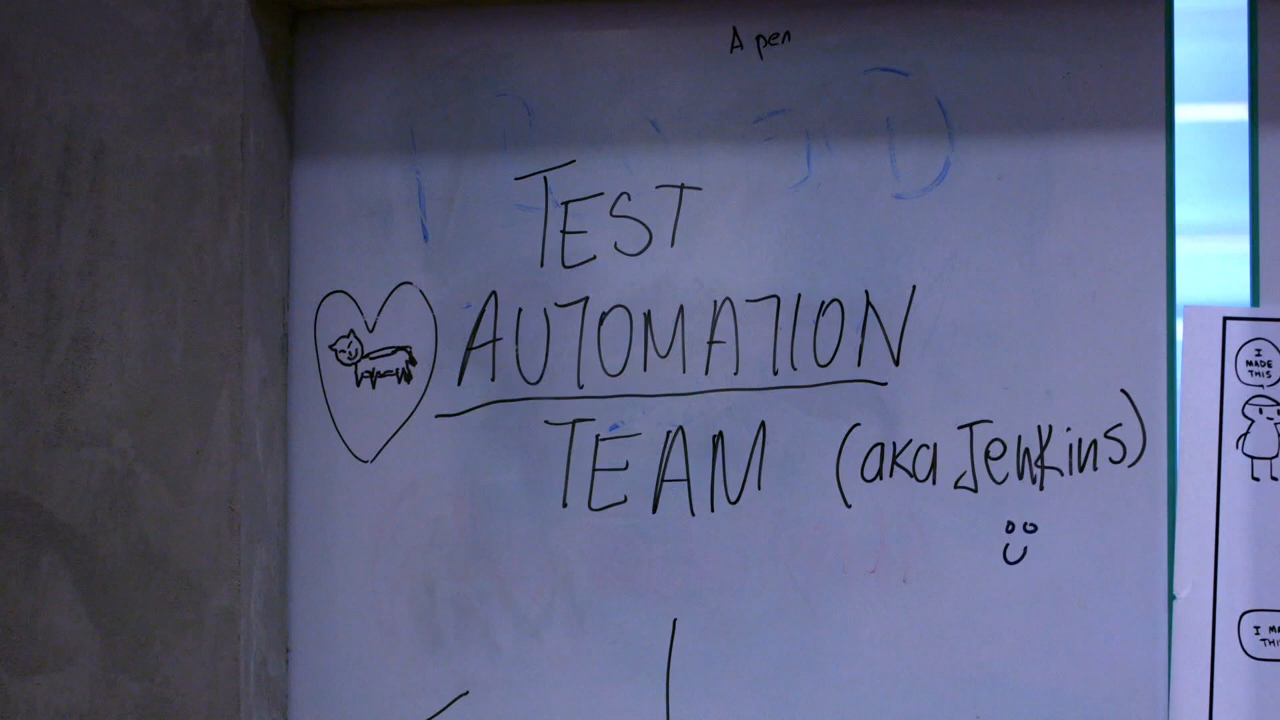 A pen
TEST
AUTOMATION
TEAM (aka Jenkins)
I
MADE
THIS